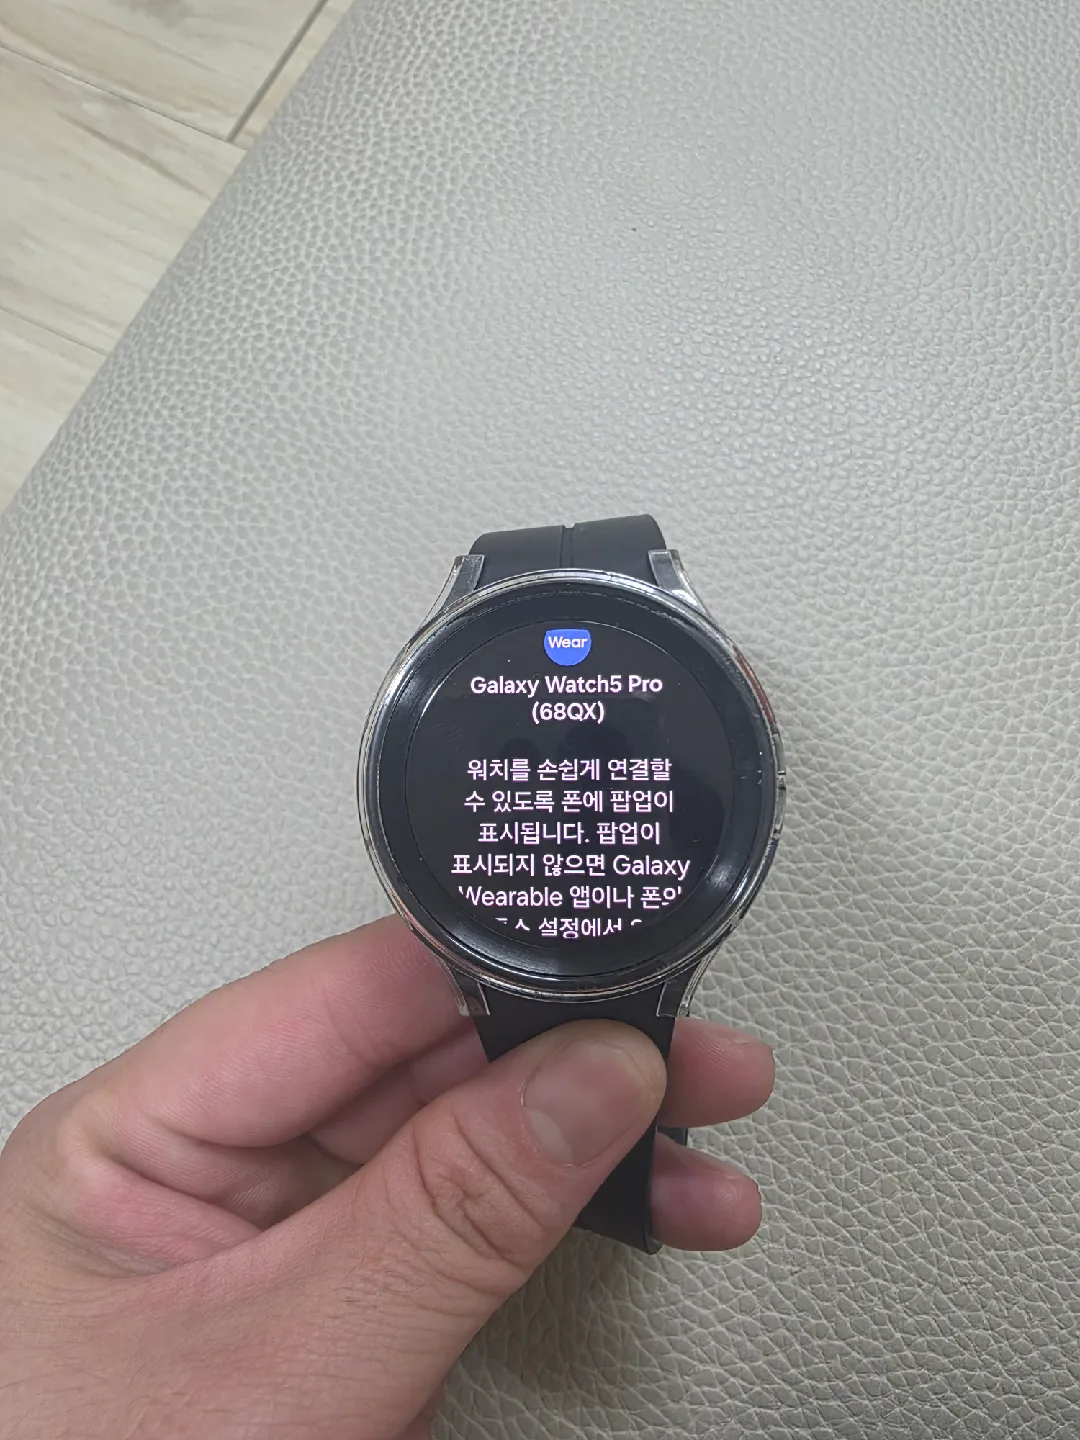 Wear
Galaxy Watch5 Pro
(68QX)
워치를 손쉽게 연결할
수 있도록 폰에 팝업이
표시됩니다. 팝업이
표시되지 않으면 Galaxy
Wearable 앱이나 폰의
설정에서